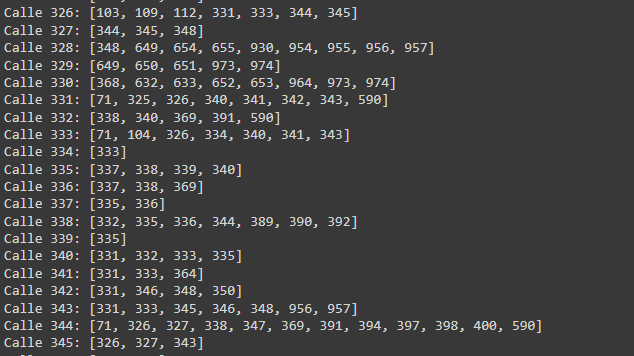 Calle 326: [103, 109, 112, 331, 333, 344, 345]
Calle 327: [344, 345, 348]
Calle 328: [348, 649, 654, 655, 930, 954, 955, 956, 957]
Calle 329: [649, 650, 651, 973, 974]
Calle 330: [368, 632, 633, 652, 653, 964, 973, 974]
Calle 331: [71, 325, 326, 340, 341, 342, 343, 590]
Calle 332: [338, 340, 369, 391, 590]
Calle 333: [71, 104, 326, 334, 340, 341, 343]
Calle 334: [333]
Calle 335: [337, 338, 339, 340]
Calle 336: [337, 338, 369]
Calle 337: [335, 336]
Calle 338: [332, 335, 336, 344, 389, 390, 392]
Calle 339: [335]
Calle 340: [331, 332, 333, 335]
Calle 341: [331, 333, 364]
Calle 342: [331, 346, 348, 350]
Calle 343: [331, 333, 345, 346, 348, 956, 957]
Calle 344: [71, 326, 327, 338, 347, 369, 391, 394, 397, 398, 400, 590]
Calle 345: [326, 327, 343]